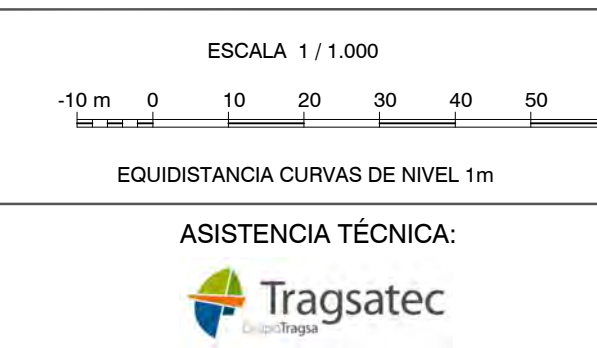 ESCALA 1 / 1.000
-10 m 0 10 20 30 40 50
EQUIDISTANCIA CURVAS DE NIVEL 1m
ASISTENCIA TÉCNICA:
Tragsatec
GrupoTragsa